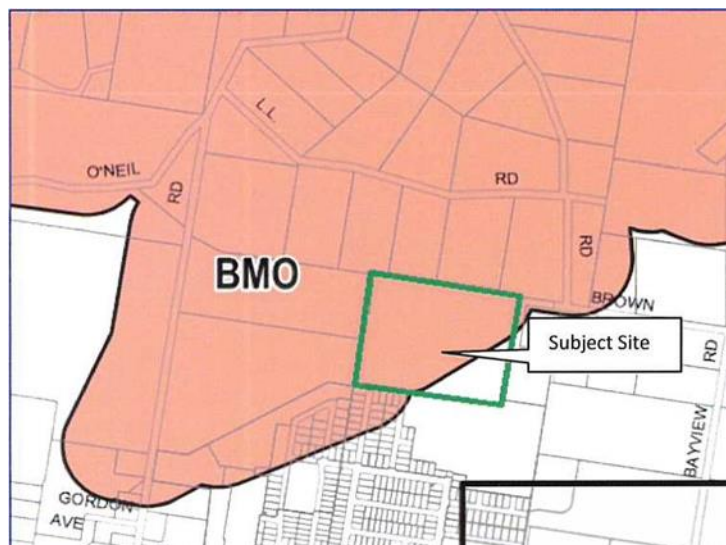 L.L
O'NEIL
RD
RD
RD
BMO
BROWN
Subject Site
RD
BAYVIEW
GORDON
AVE